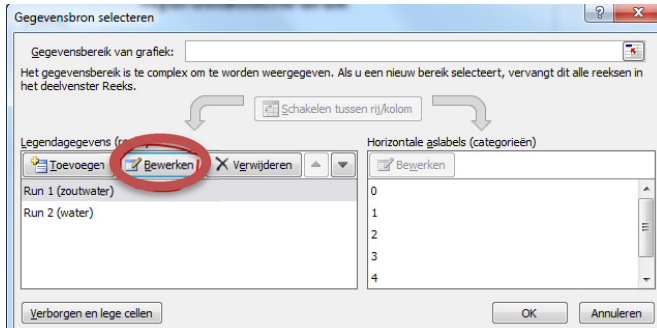 Gegevensbron selecteren
Gegevensbereik van grafiek:
Het gegevensbereik is te complex om te worden weergegeven. Als u een nieuw bereik selecteert, vervangt dit alle reeksen in
het deelvenster Reeks.
Schakelen tussen rij/kolom
Legendagegevens
Toevoegen
Bewerken
Verwijderen
Run 1 (zoutwater)
Run 2 (water)
Horizontale aslabels (categorieën)
Bewerken
0
1
2
3
4
Verborgen en lege cellen
OK
Annuleren